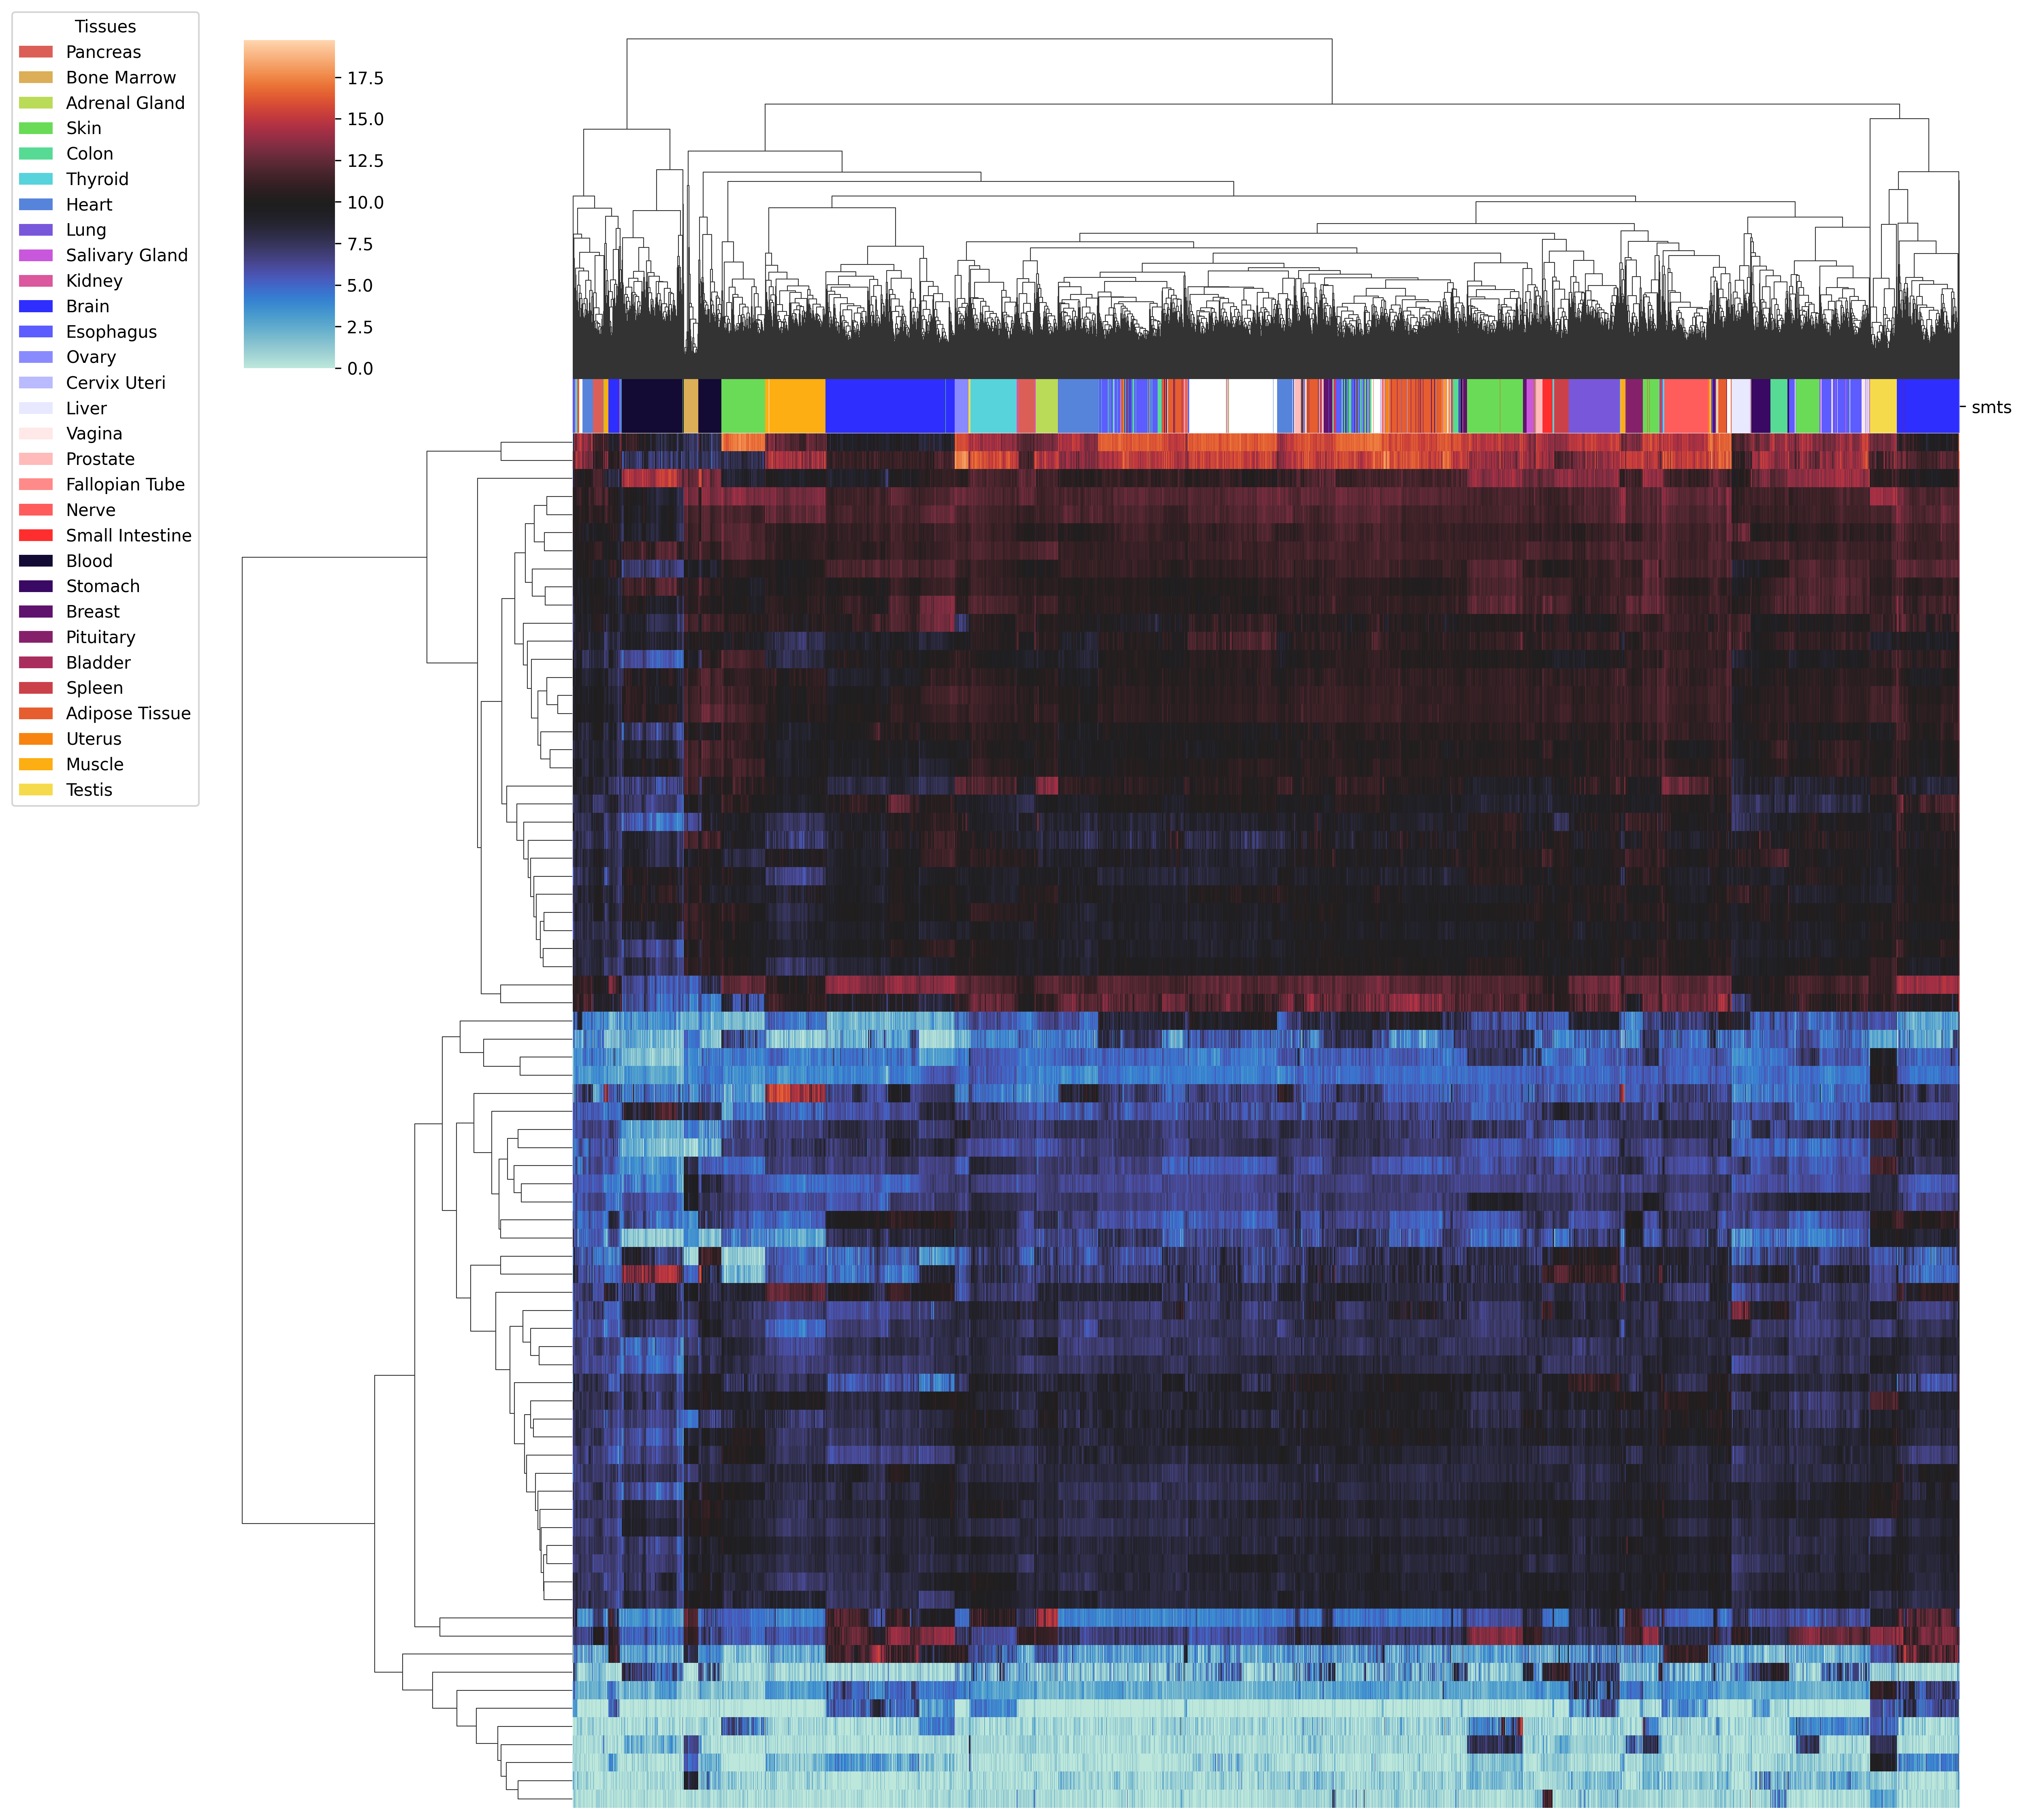 Tissues
Pancreas
Bone Marrow
Adrenal Gland
Skin
Colon
Thyroid
Heart
Lung
Salivary Gland
Kidney
Brain
Esophagus
Ovary
Cervix Uteri
Liver
Vagina
Prostate
Fallopian Tube
Nerve
Small Intestine
Blood
Stomach
Breast
Pituitary
Bladder
Spleen
Adipose Tissue
Uterus
Muscle
Testis
17.5
15.0
12.5
10.0
7.5
5.0
2.5
0.0
smts